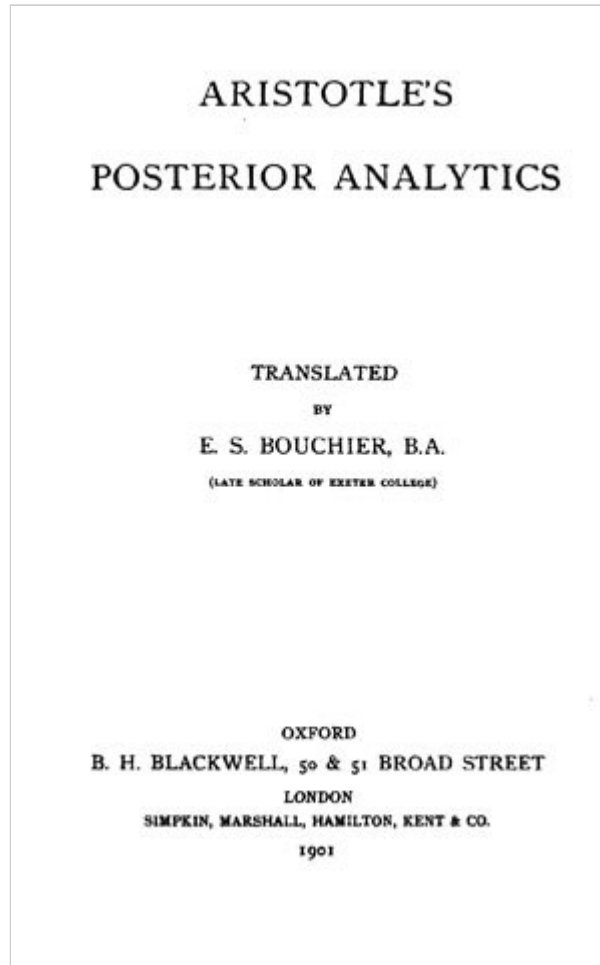 ARISTOTLE'S
POSTERIOR ANALYTICS
TRANSLATED
BY
E. S. BOUCHIER, B.A.
(LATE SCHOLAR OF EXETER COLLEGE)
OXFORD
B. H. BLACKWELL, 50 & 51 BROAD STREET
LONDON
SIMPKIN, MARSHALL, HAMILTON, KENT & CO.
1901